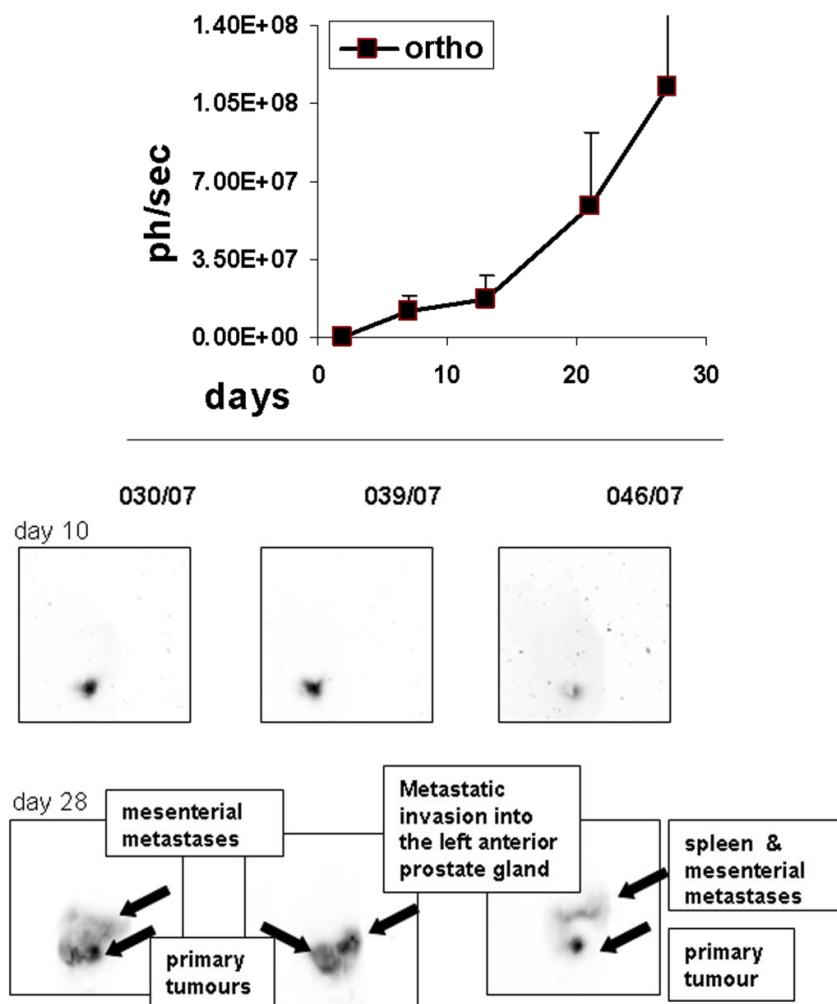 1.40E+08
ortho
1.05E+08
7.00E+07
3.50E+07
0.00E+00
ph/sec
0 10 20 30
days
030/07 039/07 046/07
day 10
day 28
mesenterial
metastases
Metastatic
invasion into
the left anterior
prostate gland
spleen &
mesenterial
metastases
primary
tumours
primary
tumour